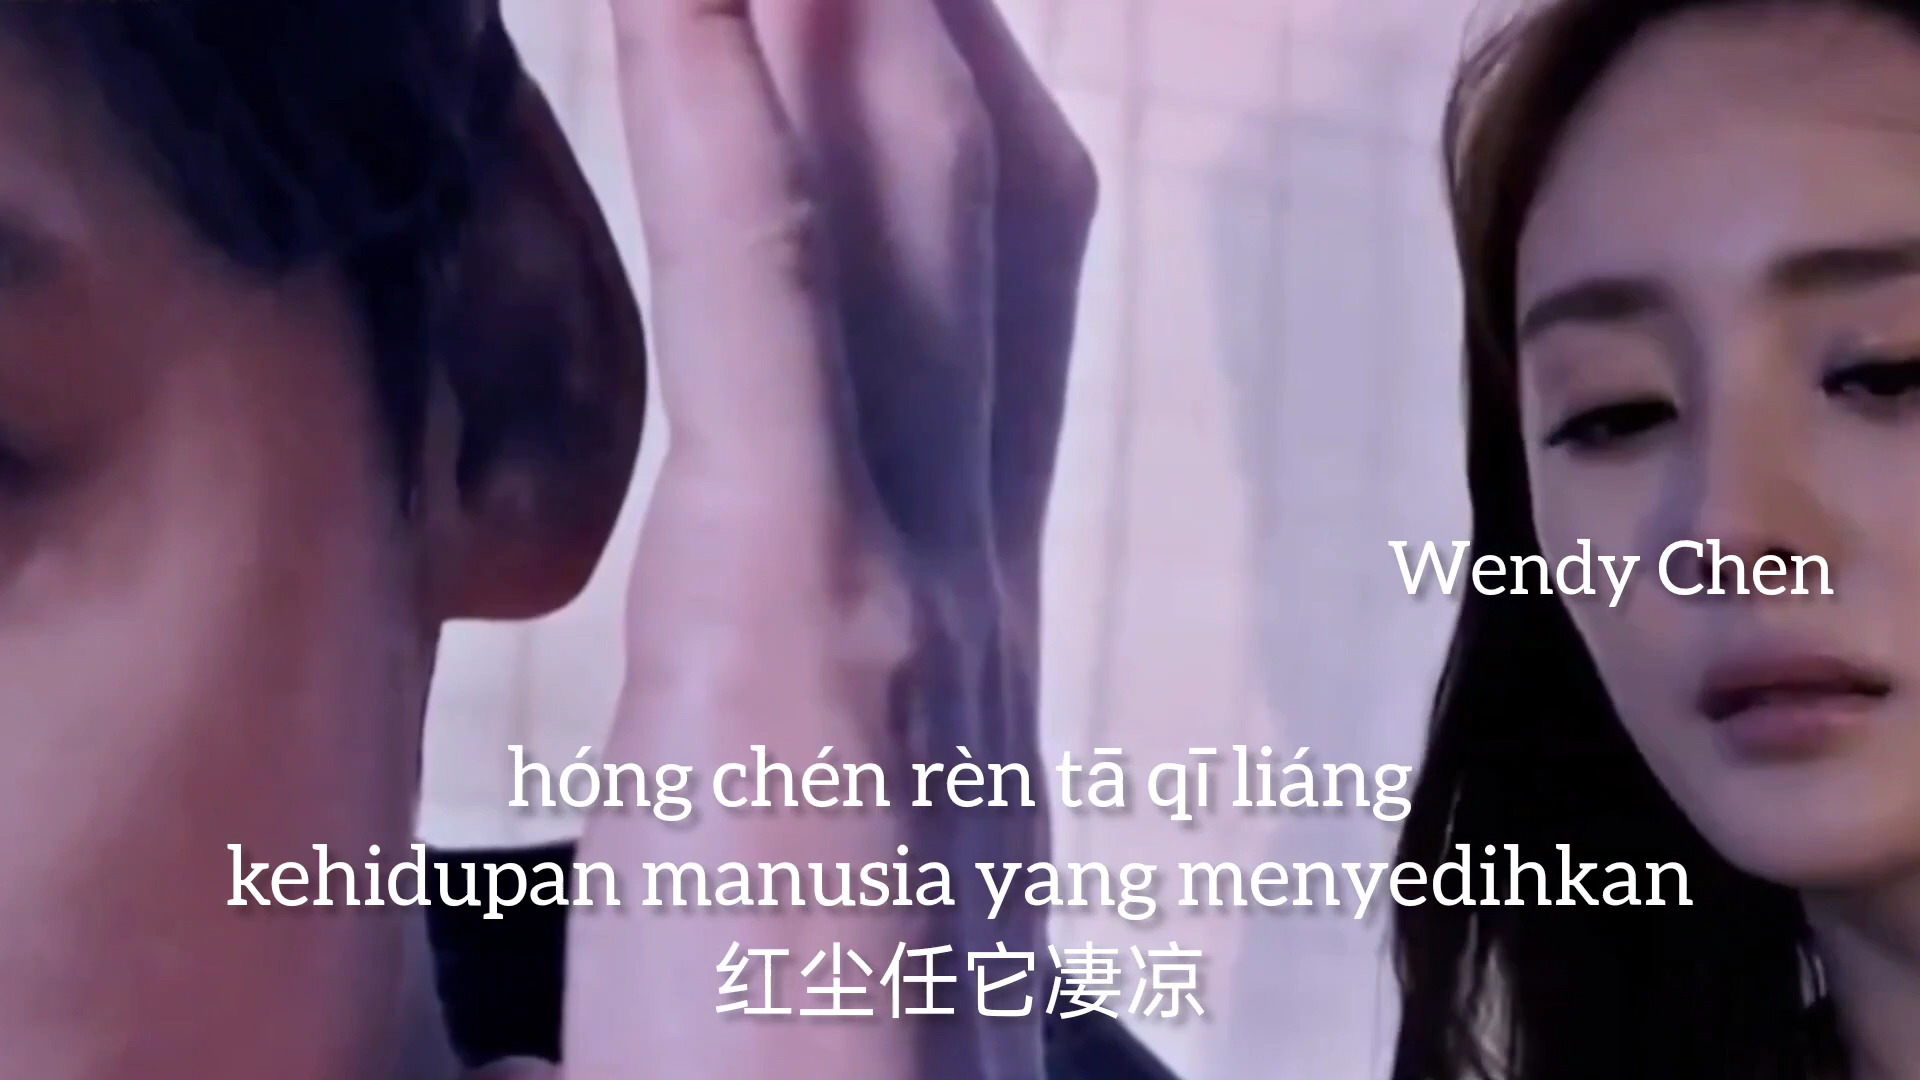 Wendy Chen
hóng chén rèn tā qī liáng
kehidupan manusia yang menyedihkan
红尘任它凄凉